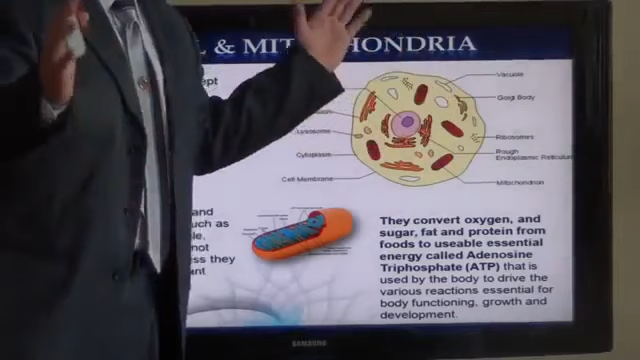 L & MIT HONDRIA
ept
Vacuole
Golgi Body
Lysosome
Ribosomes
Rough
Endoplasmic Reticulum
Cytoplasm
Cell Membrane
Mitochondrion
and
uch as
le.
not
ss they
nt
They convert oxygen, and
sugar, fat and protein from
foods to useable essential
energy called Adenosine
Triphosphate (ATP) that is
used by the body to drive the
various reactions essential for
body functioning, growth and
development.
SAMSUNG